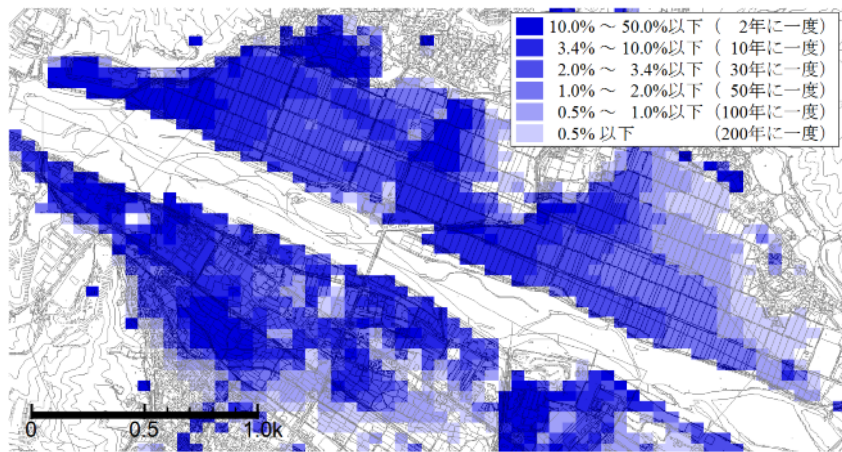 10.0% ～ 50.0%以下 ( 2年に一度)
3.4% ～ 10.0%以下 ( 10年に一度)
2.0% ～ 3.4%以下 ( 30年に一度)
1.0% ～ 2.0%以下 ( 50年に一度)
0.5% ～ 1.0%以下 (100年に一度)
0.5% 以下 (200年に一度)
0 0.5 1.0k